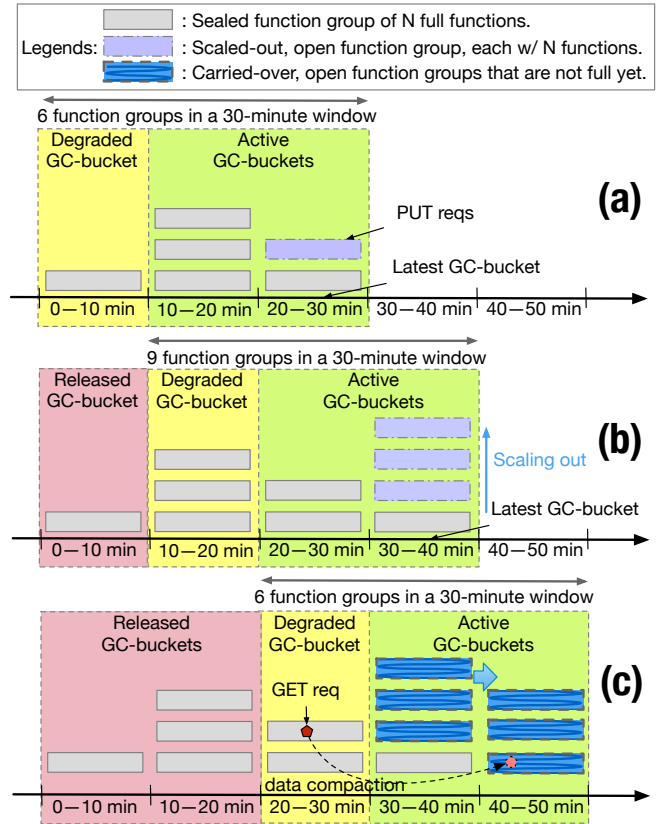 : Sealed function group of N full functions.
Legends: : Scaled-out, open function group, each w/ N functions.
: Carried-over, open function groups that are not full yet.
6 function groups in a 30-minute window
Degraded GC-bucket
Active GC-buckets
(a)
PUT reqs
Latest GC-bucket
0—10 min 10—20 min 20—30 min 30—40 min 40—50 min
9 function groups in a 30-minute window
Released GC-bucket
Degraded GC-bucket
Active GC-buckets
(b)
Scaling out
Latest GC-bucket
0—10 min 10—20 min 20—30 min 30—40 min 40—50 min
6 function groups in a 30-minute window
Released GC-buckets
Degraded GC-bucket
Active GC-buckets
(c)
GET req
data compaction
0—10 min 10—20 min 20—30 min 30—40 min 40—50 min